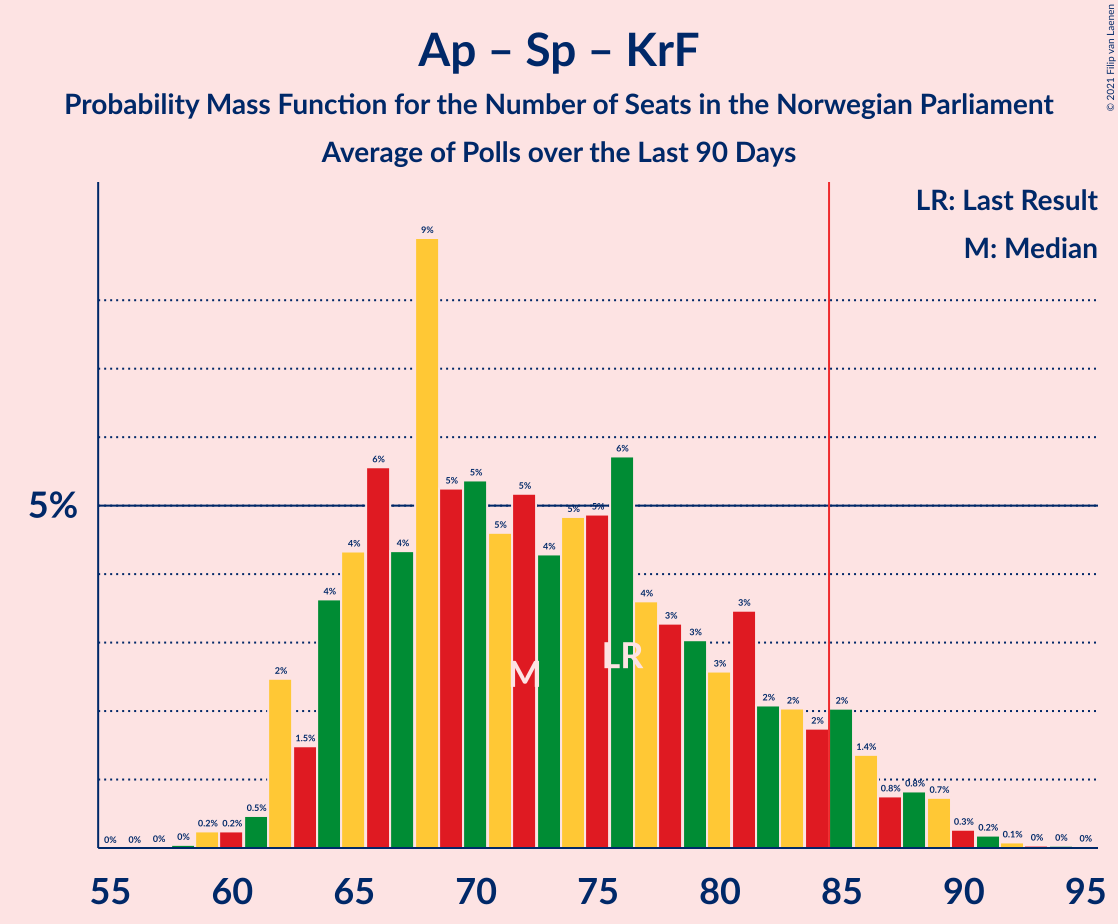 Ap – Sp – KrF
Probability Mass Function for the Number of Seats in the Norwegian Parliament
Average of Polls over the Last 90 Days
© 2021 Filip van Laenen
LR: Last Result
M: Median
5%
0% 0% 0% 0% 0.2% 0.2% 0.5% 2% 1.5% 4% 4% 6% 4% 9% 5% 5% 5% 5% 4% 5% 5% 6% 4% 3% 3% 3% 3% 2% 2% 2% 2% 1.4% 0.8% 0.8% 0.7% 0.3% 0.2% 0.1% 0% 0% 0%
M
LR
55 60 65 70 75 80 85 90 95